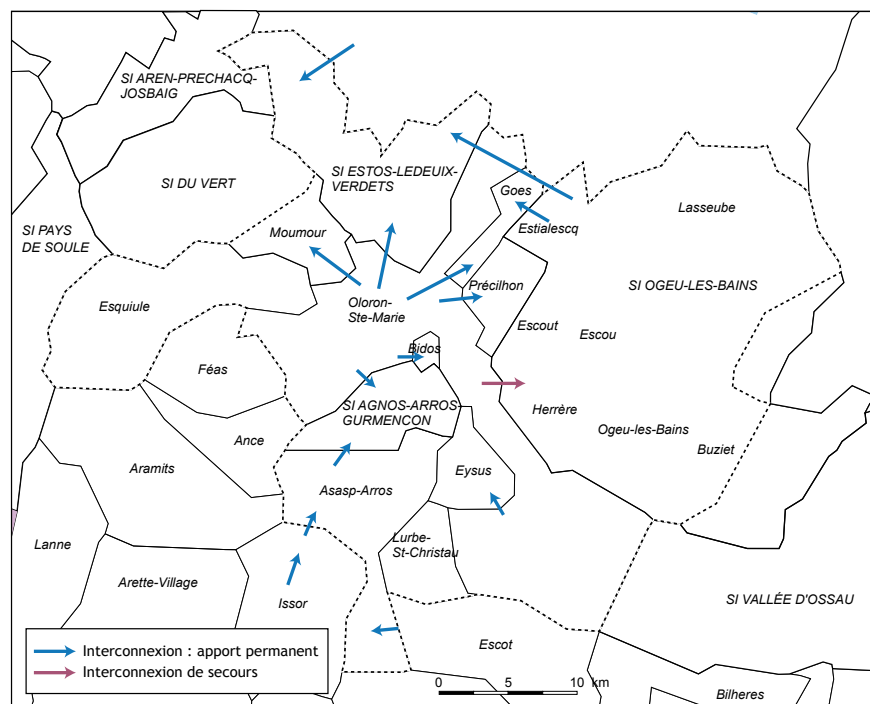 SI AREN-PRECHACQ-
JOSBAIG
SI DU VERT
SI ESTOS-LEDEUIX-
VERDETS
Goes
Lasseube
SI PAYS
DE SOULE
Moumour
Estialescq
Esquiule
Oloron-
Ste-Marie
Précilhon
SI OGEU-LES-BAINS
Escout
Escou
Bidos
Féas
SI AGNOS-ARROS-
GURMENCON
Herrère
Ogeu-les-Bains
Ance
Buziet
Aramits
Eysus
Asasp-Arros
Lanne
Lurbe-
St-Christau
Arette-Village
Issor
SI VALLÉE D'OSSAU
Escot
Interconnexion : apport permanent
Interconnexion de secours
0 5 10 km
Bilheres